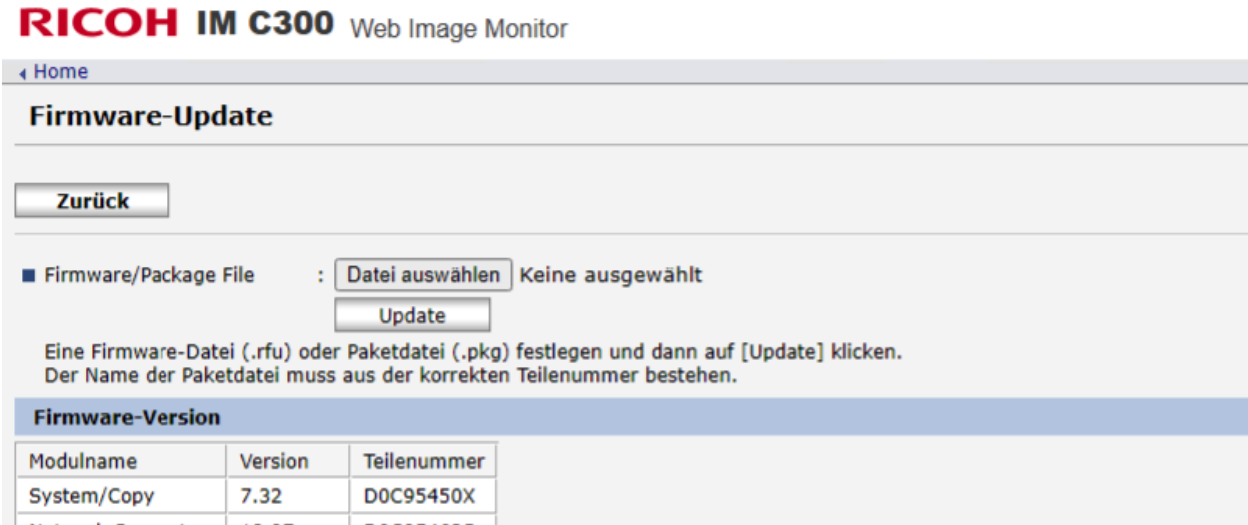 RICOH IM C300 Web Image Monitor
Home
Firmware-Update
Zurück
Firmware/Package File : Datei auswählen Keine ausgewählt
Update
Eine Firmware-Datei (.rfu) oder Paketdatei (.pkg) festlegen und dann auf [Update] klicken.
Der Name der Paketdatei muss aus der korrekten Teilenummer bestehen.
Firmware-Version
Modulname Version Teilenummer
System/Copy 7.32 D0C95450X